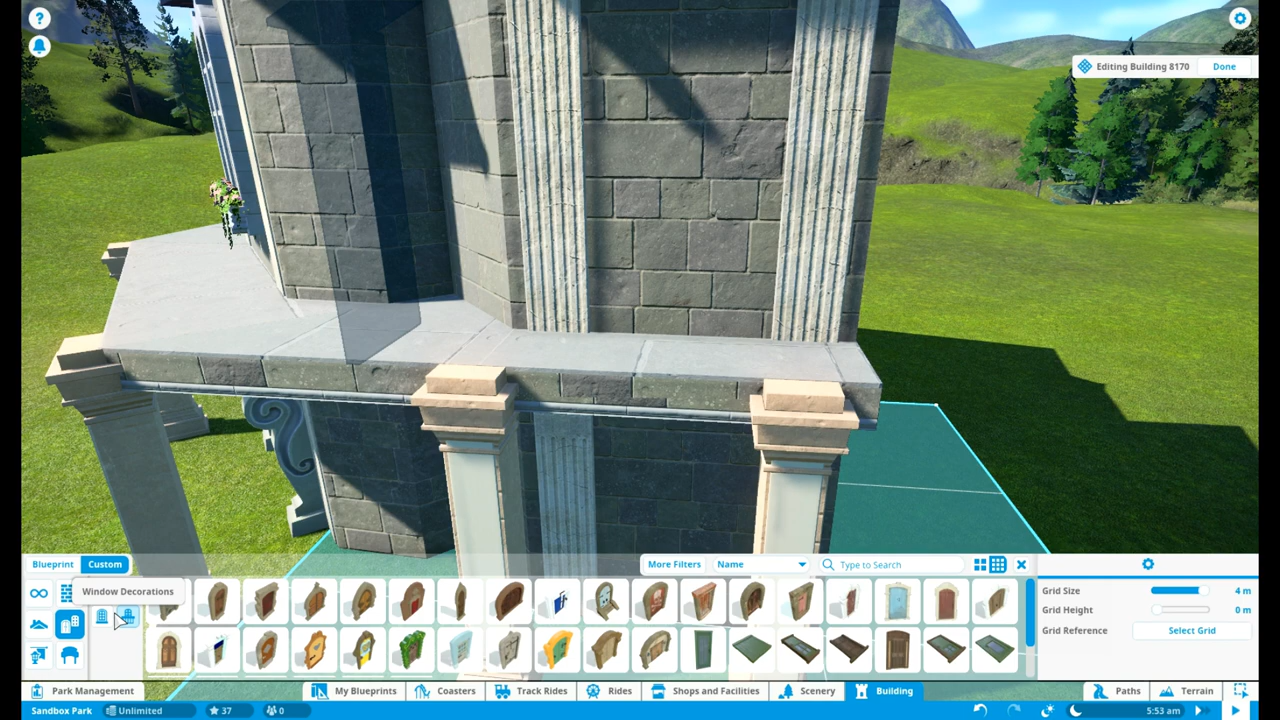 ?
Editing Building 8170 Done
Blueprint Custom More Filters Name Type to Search
Window Decorations
Grid Size 4 m
Grid Height 0 m
Grid Reference Select Grid
Park Management My Blueprints Coasters Track Rides Rides Shops and Facilities Scenery Building Paths Terrain
Sandbox Park Unlimited 37 0 5:53 am